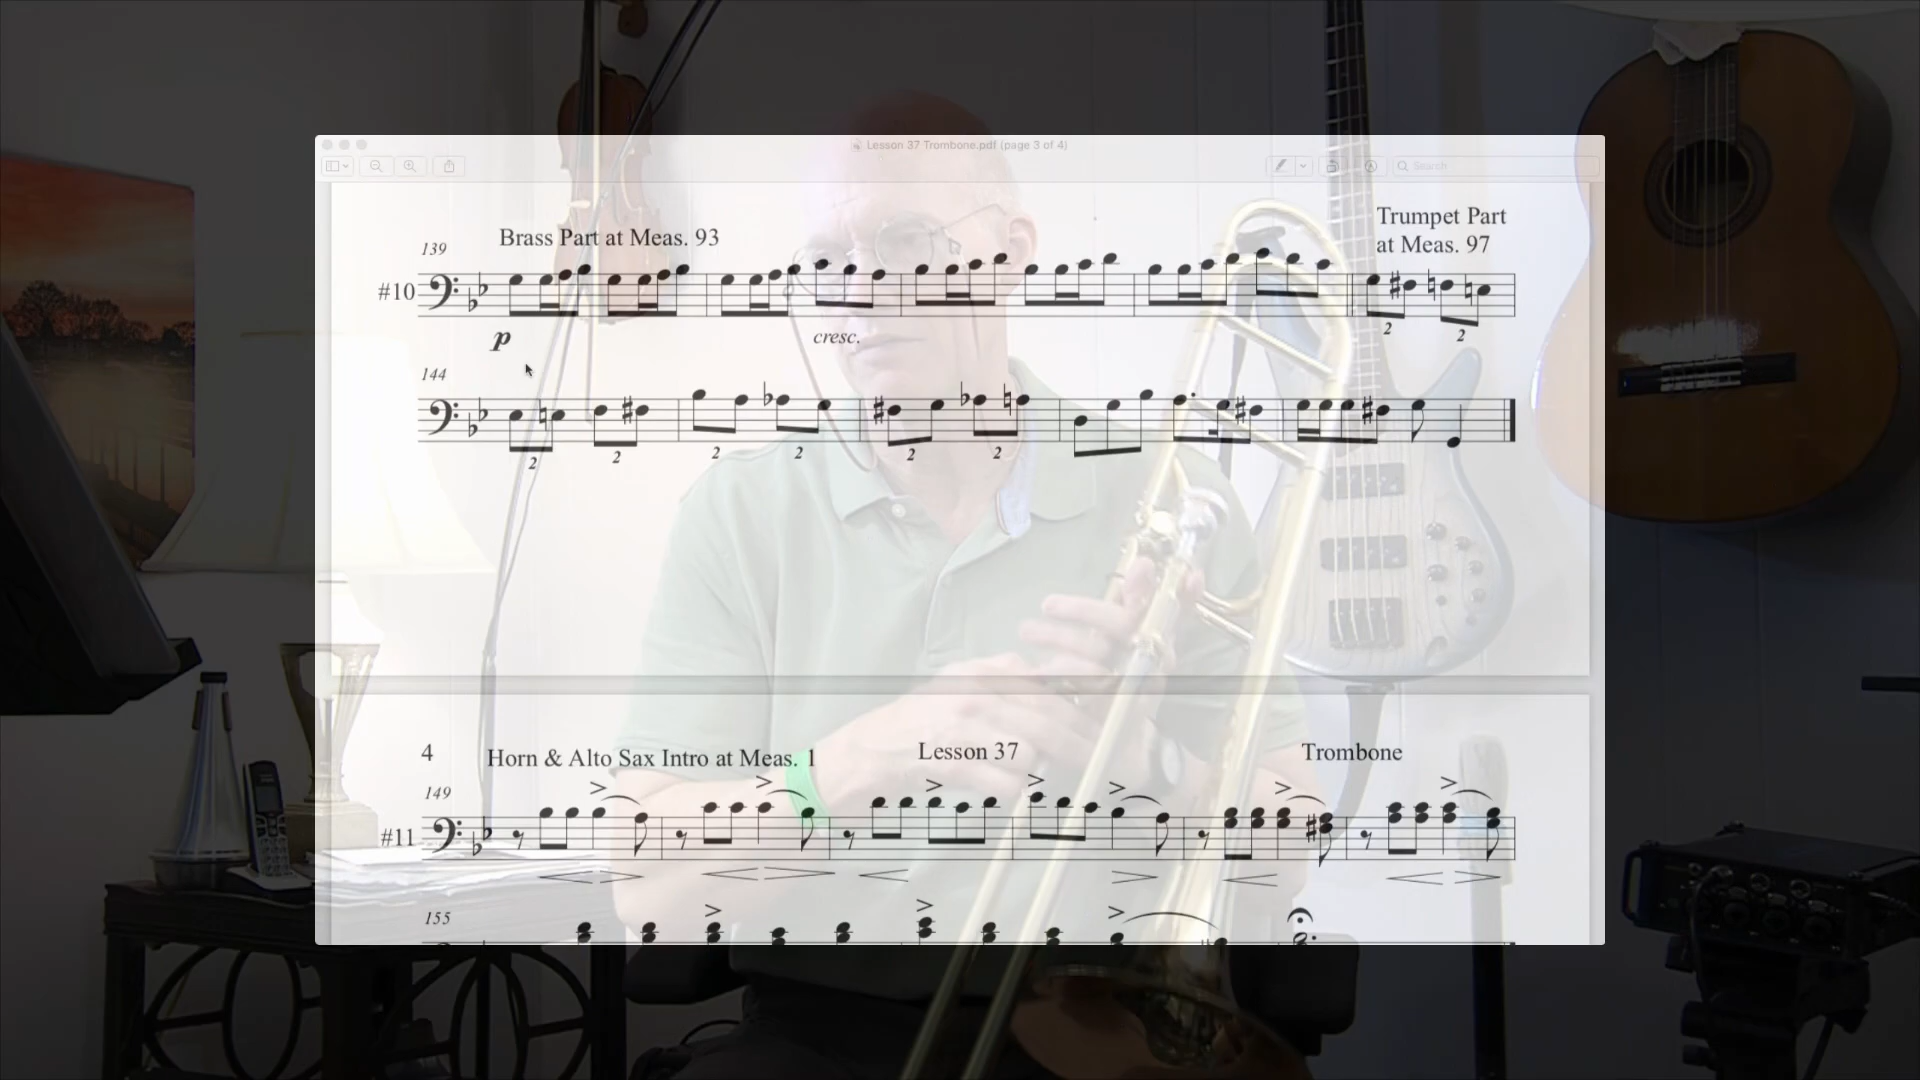 Lesson 37 Trombone.pdf (page 3 of 4)
Search
Brass Part at Meas. 93
Trumpet Part
at Meas. 97
139
#10
p
cresc.
2
2
144
2
2
2
2
2
2
4
Horn & Alto Sax Intro at Meas. 1
Lesson 37
Trombone
149
#11
155